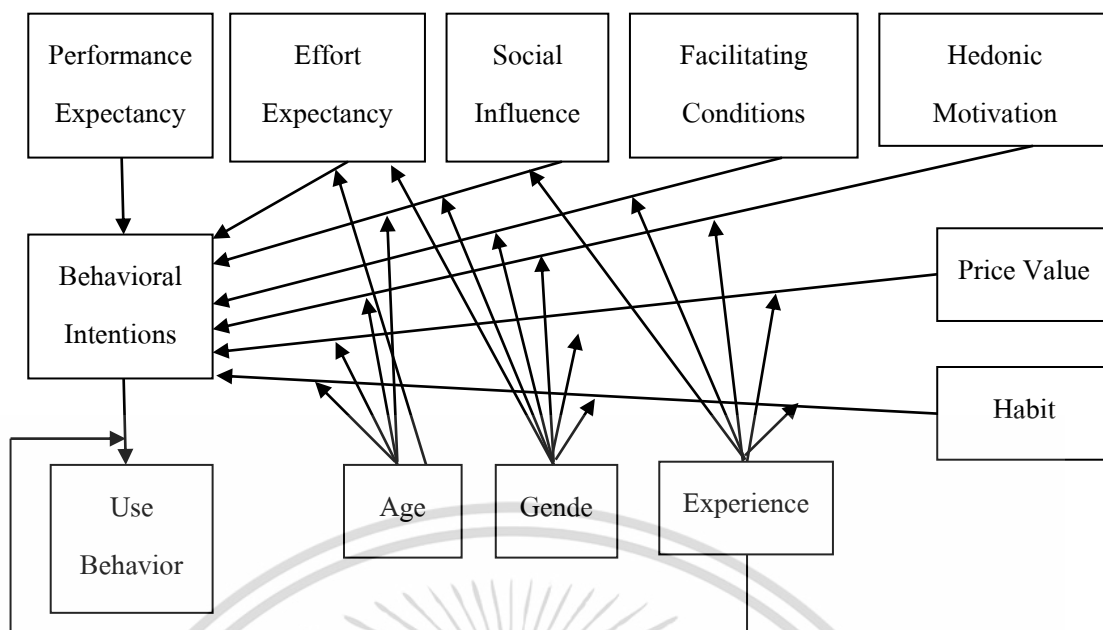 Performance
Expectancy
Effort
Expectancy
Social
Influence
Facilitating
Conditions
Hedonic
Motivation
Behavioral
Intentions
Price Value
Habit
Use
Behavior
Age
Gende
Experience